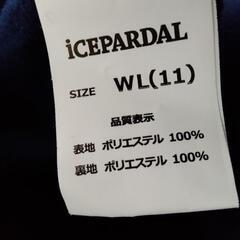 iCEPARDAL
SIZE WL(11)
品質表示
表地 ポリエステル 100%
裏地 ポリエステル 100%